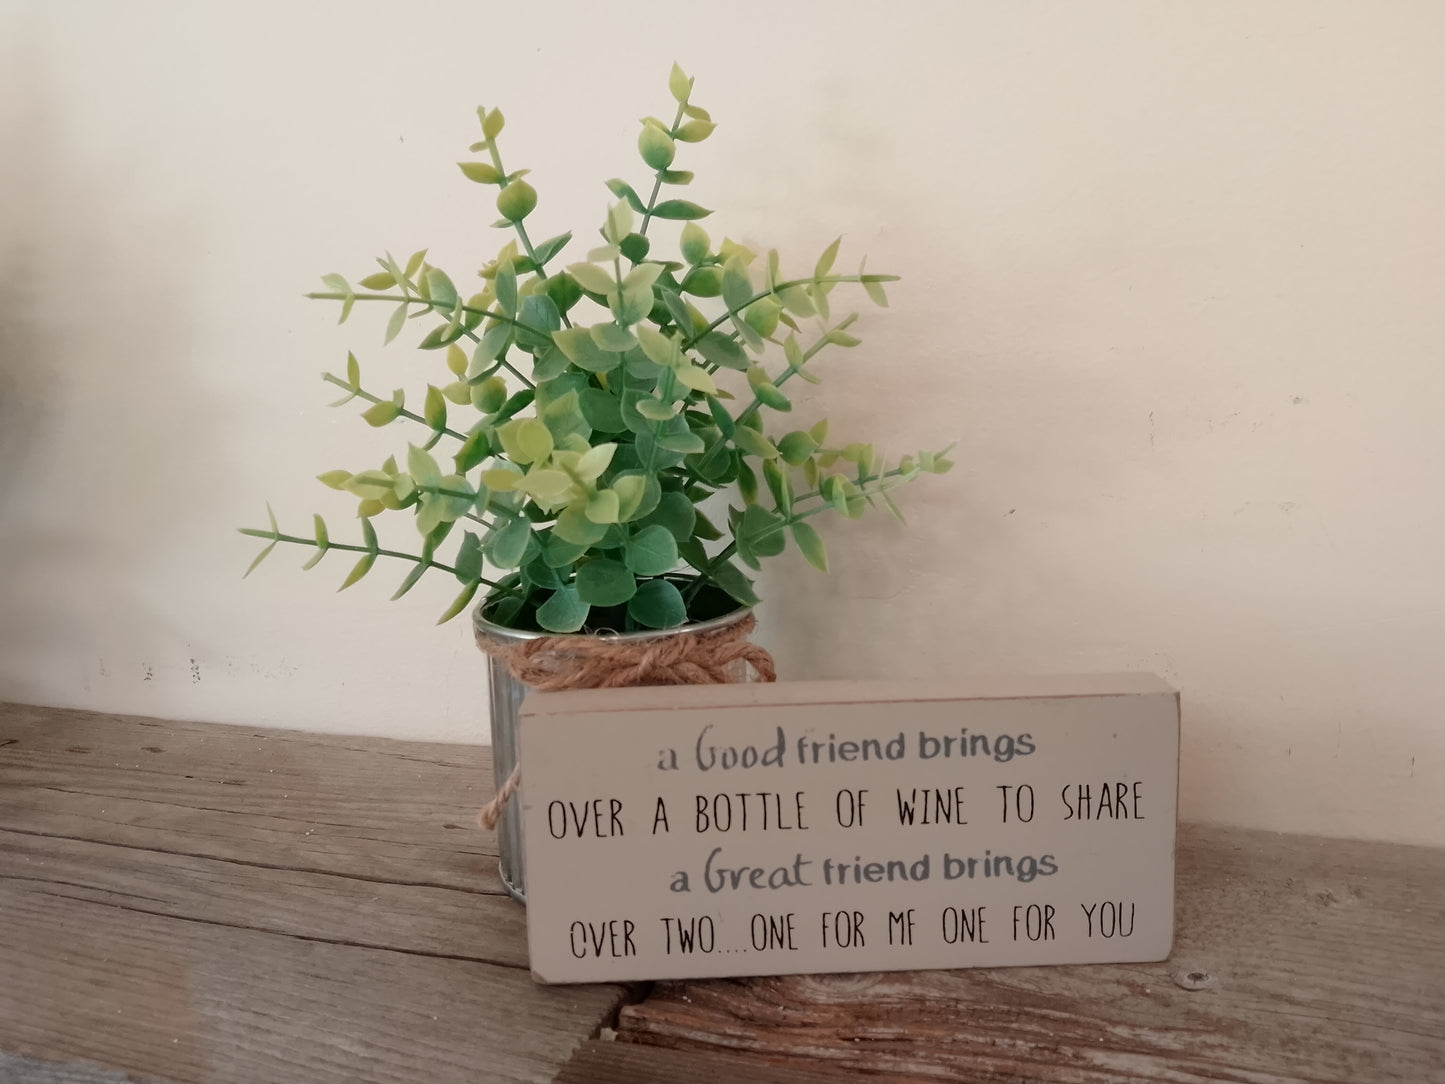 a Good friend brings
OVER A BOTTLE OF WINE TO SHARE
a Great friend brings
OVER TWO....ONE FOR ME ONE FOR YOU